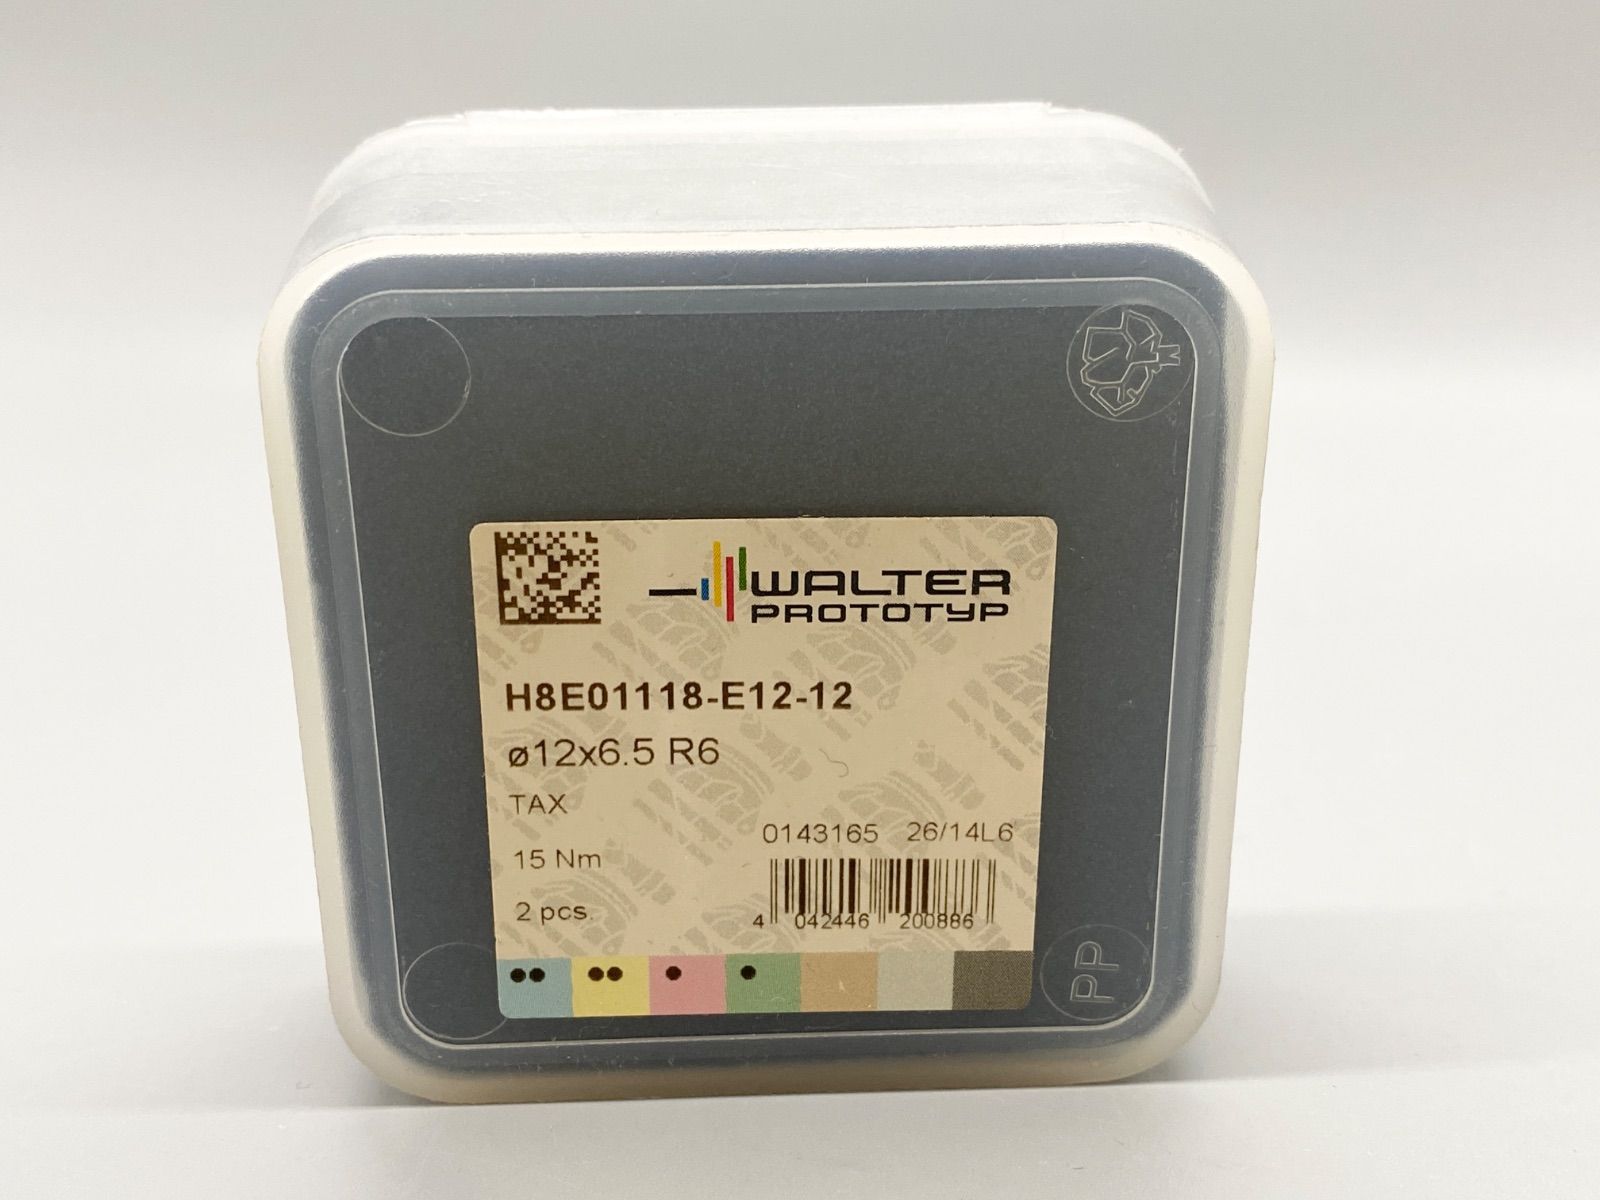 WALTER
PROTOTYP
H8E01118-E12-12
ø12x6.5 R6
TAX
0143165 26/14L6
15 Nm
2 pcs.
4 042446 200886
PP